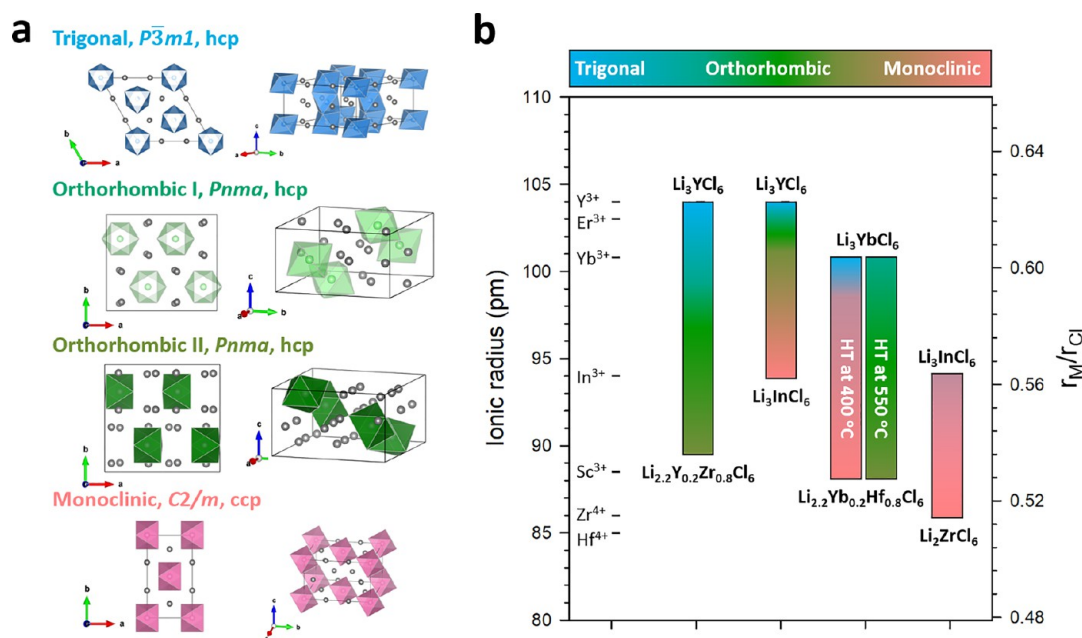 a
Trigonal, P3̅m1, hcp
b
a
c
a
b
Orthorhombic I, Pnma, hcp
b
a
c
a
b
Orthorhombic II, Pnma, hcp
b
a
c
a
b
Monoclinic, C2/m, ccp
b
a
c
a
b
b
Trigonal Orthorhombic Monoclinic
Ionic radius (pm)
110
105
100
95
90
85
80
Y³⁺
Er³⁺
Yb³⁺
In³⁺
Sc³⁺
Zr⁴⁺
Hf⁴⁺
Li₃YCl₆
Li₂.₂Y₀.₂Zr₀.₈Cl₆
Li₃YCl₆
Li₃InCl₆
Li₃YbCl₆
HT at 400 °C
HT at 550 °C
Li₂.₂Yb₀.₂Hf₀.₈Cl₆
Li₃InCl₆
Li₂ZrCl₆
0.64
0.60
0.56
0.52
0.48
r_M/r_Cl